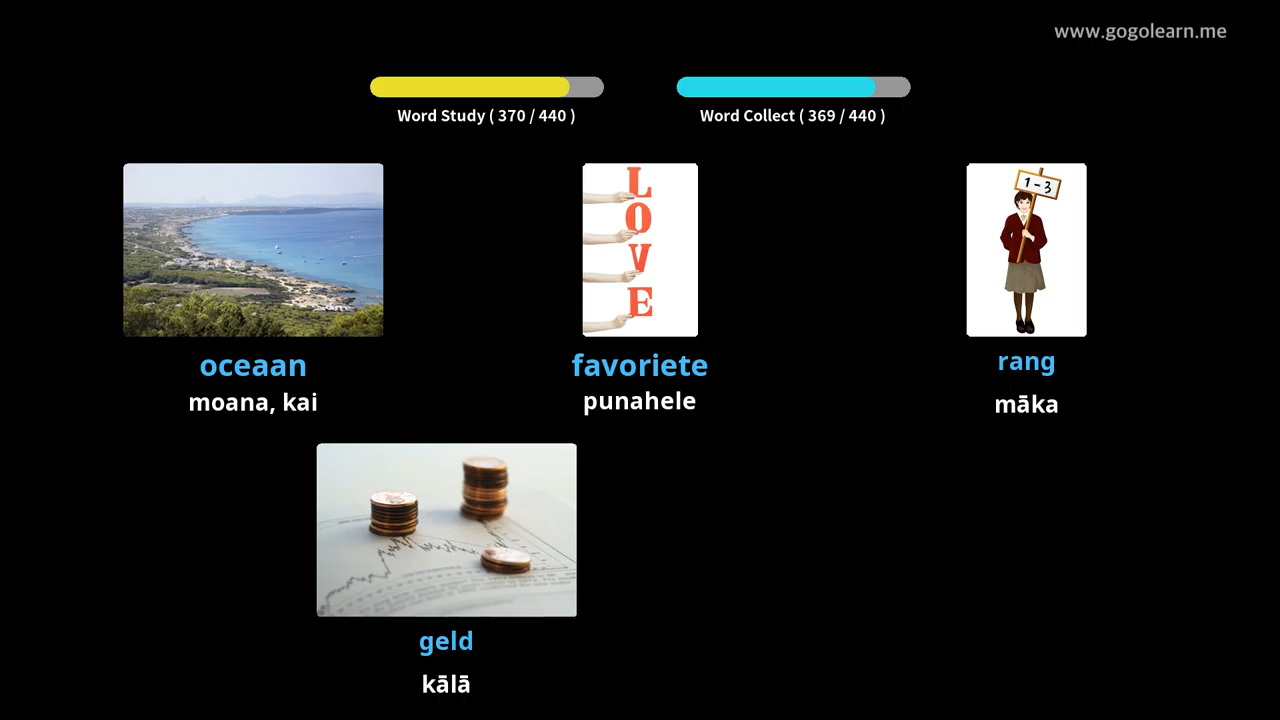 www.gogolearn.me
Word Study ( 370 / 440 )
Word Collect ( 369 / 440 )
L
O
V
E
1 - 3
oceaan
favoriete
rang
moana, kai
punahele
māka
geld
kālā